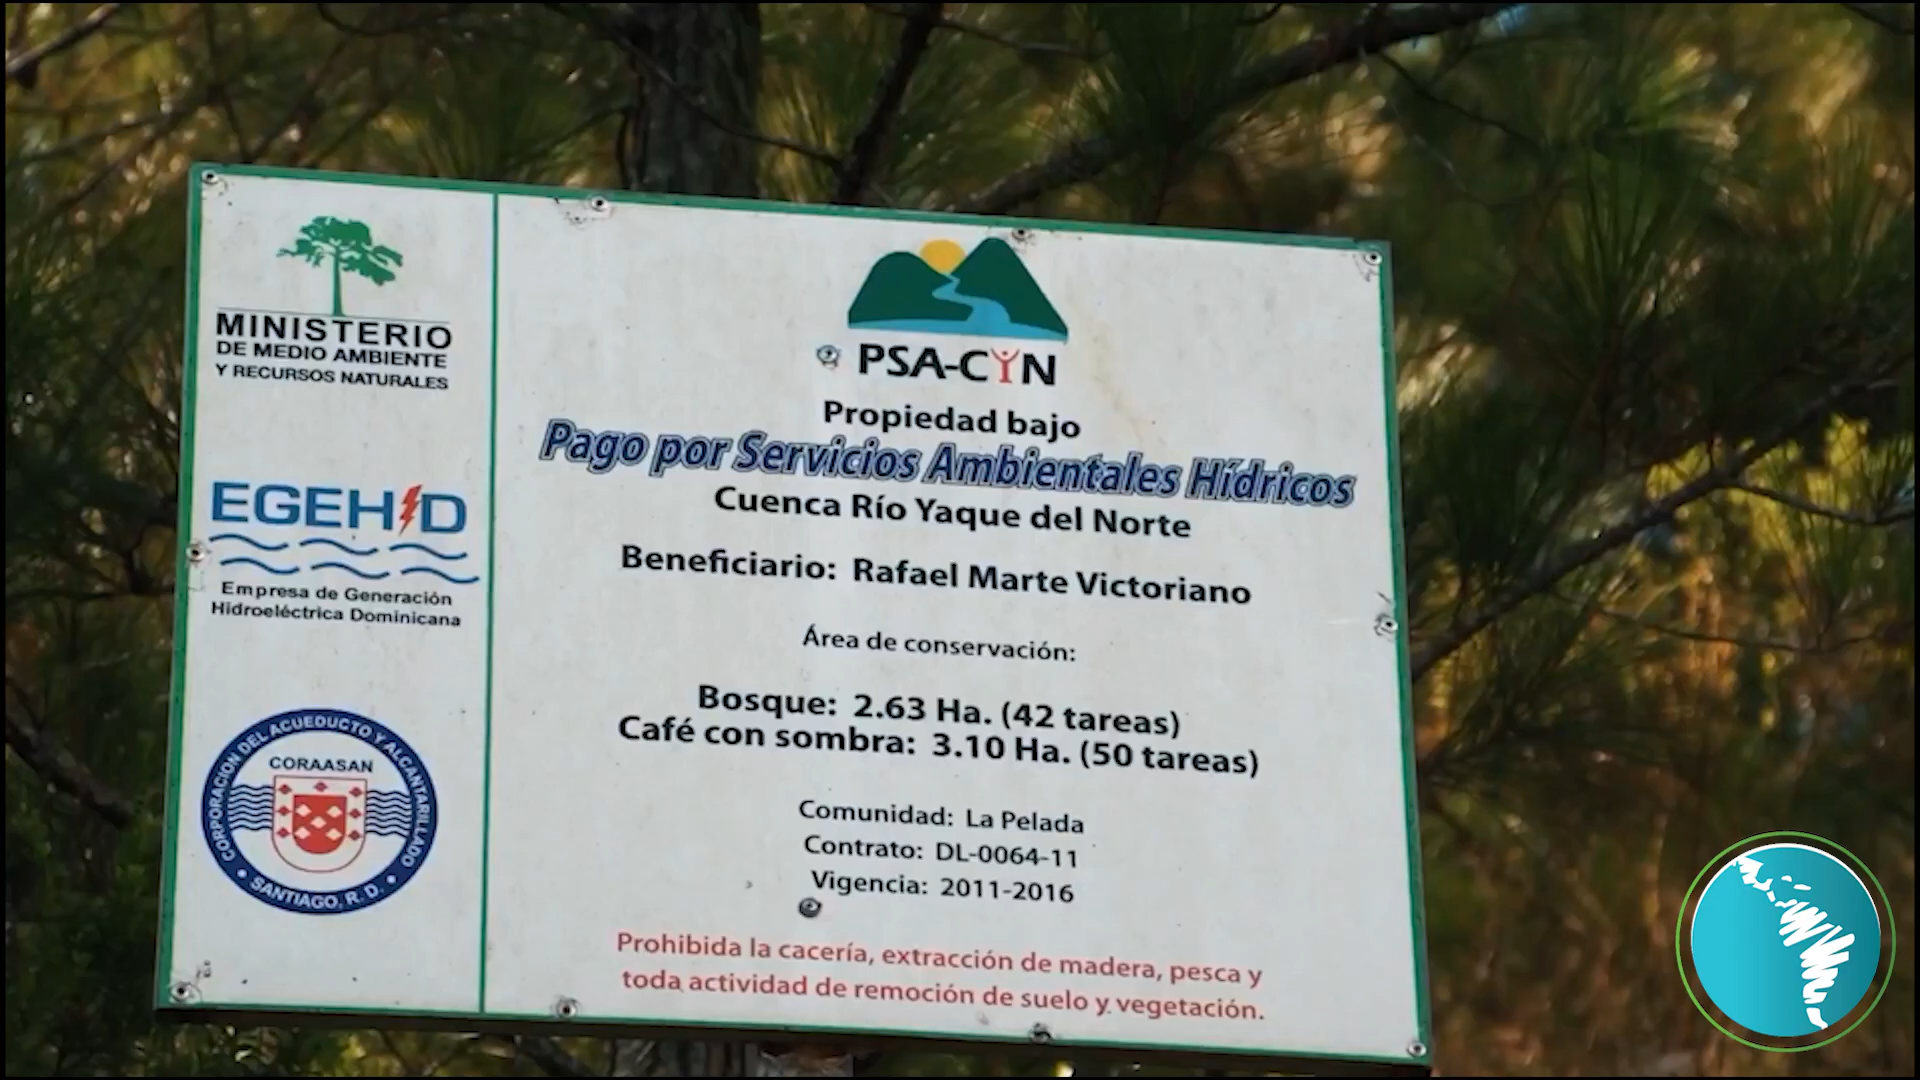 MINISTERIO
DE MEDIO AMBIENTE
Y RECURSOS NATURALES
EGEHID
Empresa de Generación
Hidroeléctrica Dominicana
CORPORACION DEL ACUEDUCTO Y ALCANTARILLADO
CORAASAN
• SANTIAGO, R. D. •
PSA-CYN
Propiedad bajo
Pago por Servicios Ambientales Hídricos
Cuenca Río Yaque del Norte
Beneficiario: Rafael Marte Victoriano
Área de conservación:
Bosque: 2.63 Ha. (42 tareas)
Café con sombra: 3.10 Ha. (50 tareas)
Comunidad: La Pelada
Contrato: DL-0064-11
Vigencia: 2011-2016
Prohibida la cacería, extracción de madera, pesca y
toda actividad de remoción de suelo y vegetación.